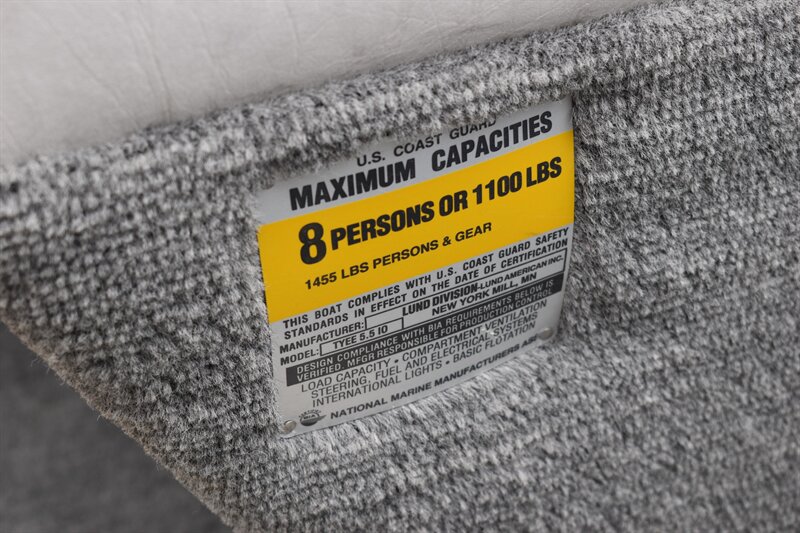 U.S. COAST GUARD
MAXIMUM CAPACITIES
8 PERSONS OR 1100 LBS
1455 LBS PERSONS & GEAR
THIS BOAT COMPLIES WITH U.S. COAST GUARD SAFETY
STANDARDS IN EFFECT ON THE DATE OF CERTIFICATION
MANUFACTURER: LUND DIVISION-LUND AMERICAN INC.
NEW YORK MILL, MN
MODEL: TYEE 5.5 IO
DESIGN COMPLIANCE WITH BIA REQUIREMENTS BELOW IS
VERIFIED. MFGR RESPONSIBLE FOR PRODUCTION CONTROL
LOAD CAPACITY • COMPARTMENT VENTILATION
STEERING, FUEL AND ELECTRICAL SYSTEMS
INTERNATIONAL LIGHTS • BASIC FLOTATION
NATIONAL MARINE MANUFACTURERS